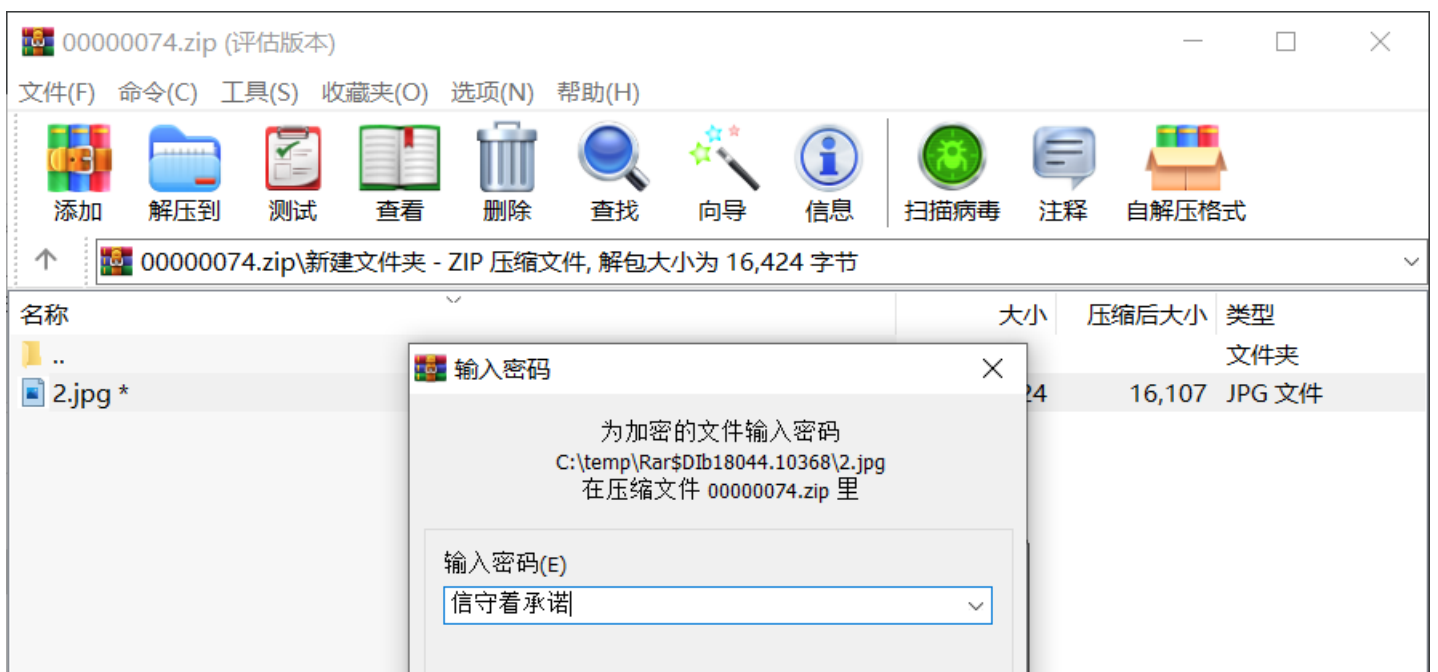 00000074.zip (评估版本)
文件(F) 命令(C) 工具(S) 收藏夹(O) 选项(N) 帮助(H)
添加 解压到 测试 查看 删除 查找 向导 信息 扫描病毒 注释 自解压格式
00000074.zip\新建文件夹 - ZIP 压缩文件, 解包大小为 16,424 字节
名称 大小 压缩后大小 类型
.. 文件夹
2.jpg * 24 16,107 JPG 文件
输入密码
为加密的文件输入密码
C:\temp\Rar$DIb18044.10368\2.jpg
在压缩文件 00000074.zip 里
输入密码(E)
信守着承诺